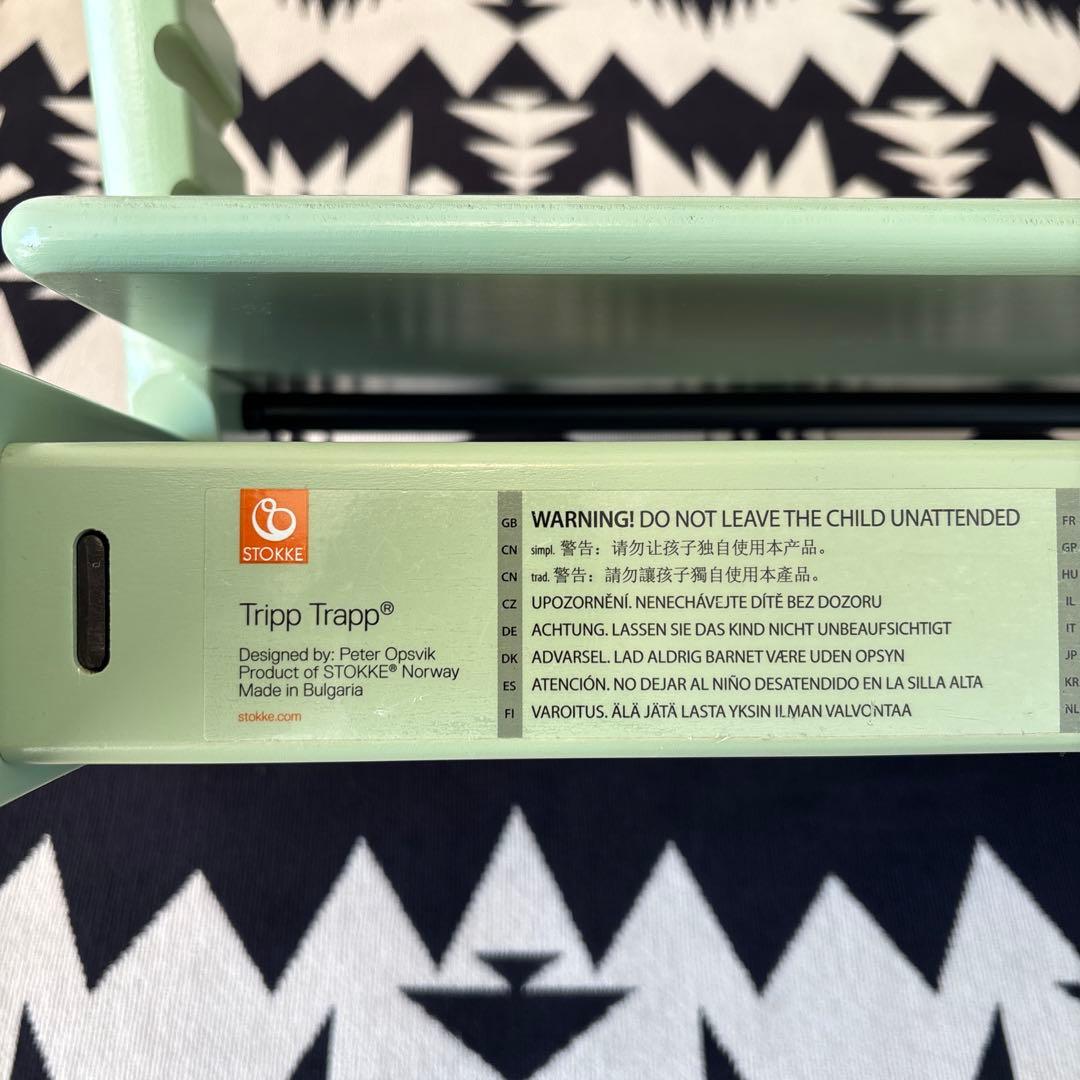 STOKKE
Tripp Trapp®
Designed by: Peter Opsvik
Product of STOKKE® Norway
Made in Bulgaria
stokke.com
GB WARNING! DO NOT LEAVE THE CHILD UNATTENDED
CN simpl. 警告：请勿让孩子独自使用本产品。
CN trad. 警告：請勿讓孩子獨自使用本產品。
CZ UPOZORNĚNÍ. NENECHÁVEJTE DÍTĚ BEZ DOZORU
DE ACHTUNG. LASSEN SIE DAS KIND NICHT UNBEAUFSICHTIGT
DK ADVARSEL. LAD ALDRIG BARNET VÆRE UDEN OPSYN
ES ATENCIÓN. NO DEJAR AL NIÑO DESATENDIDO EN LA SILLA ALTA
FI VAROITUS. ÄLÄ JÄTÄ LASTA YKSIN ILMAN VALVONTAA
FR
GP
HU
IL
IT
JP
KR
NL